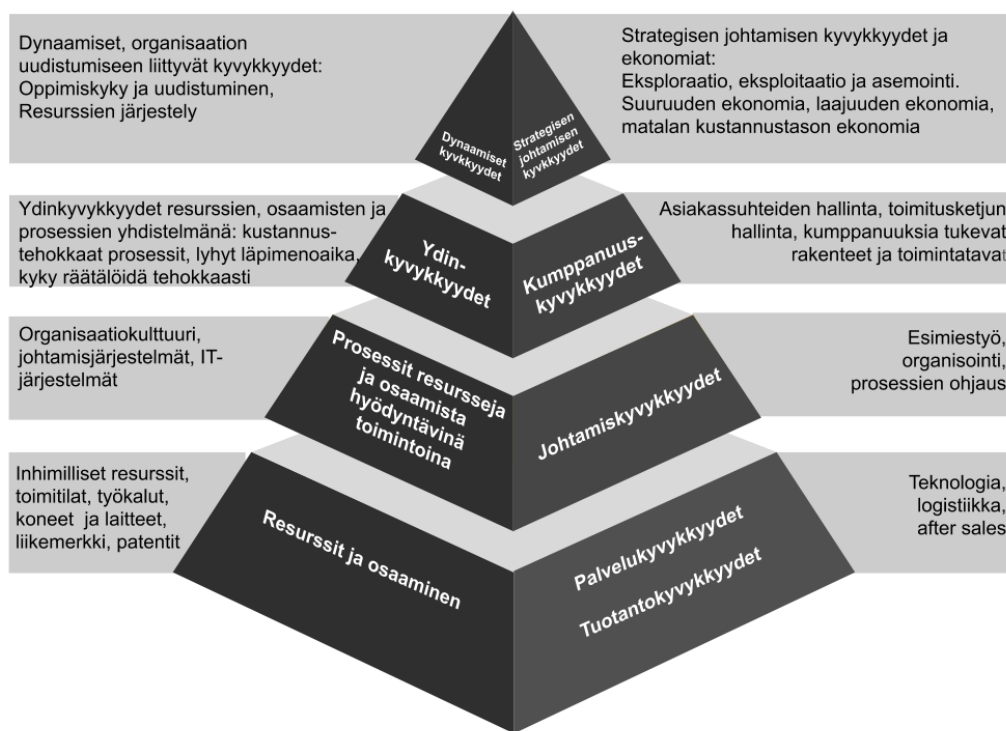 Dynaamiset, organisaation
uudistumiseen liittyvät kyvykkyydet:
Oppimiskyky ja uudistuminen,
Resurssien järjestely
Strategisen johtamisen kyvykkyydet ja
ekonomiat:
Eksploraatio, eksploitaatio ja asemointi.
Suuruuden ekonomia, laajuuden ekonomia,
matalan kustannustason ekonomia
Dynaamiset
kyvkkyydet
Strategisen
johtamisen
kyvkkyydet
Ydinkyvykkyydet resurssien, osaamisten ja
prosessien yhdistelmänä: kustannus-
tehokkaat prosessit, lyhyt läpimenoaika,
kyky räätälöidä tehokkaasti
Ydin-
kyvykkyydet
Kumppanuus-
kyvykkyydet
Asiakassuhteiden hallinta, toimitusketjun
hallinta, kumppanuuksia tukevat
rakenteet ja toimintatavat
Organisaatiokulttuuri,
johtamisjärjestelmät, IT-
järjestelmät
Prosessit resursseja
ja osaamista
hyödyntävinä
toimintoina
Johtamiskyvykkyydet
Esimiestyö,
organisointi,
prosessien ohjaus
Inhimilliset resurssit,
toimitilat, työkalut,
koneet ja laitteet,
liikemerkki, patentit
Resurssit ja osaaminen
Palvelukyvykkyydet
Tuotantokyvykkyydet
Teknologia,
logistiikka,
after sales